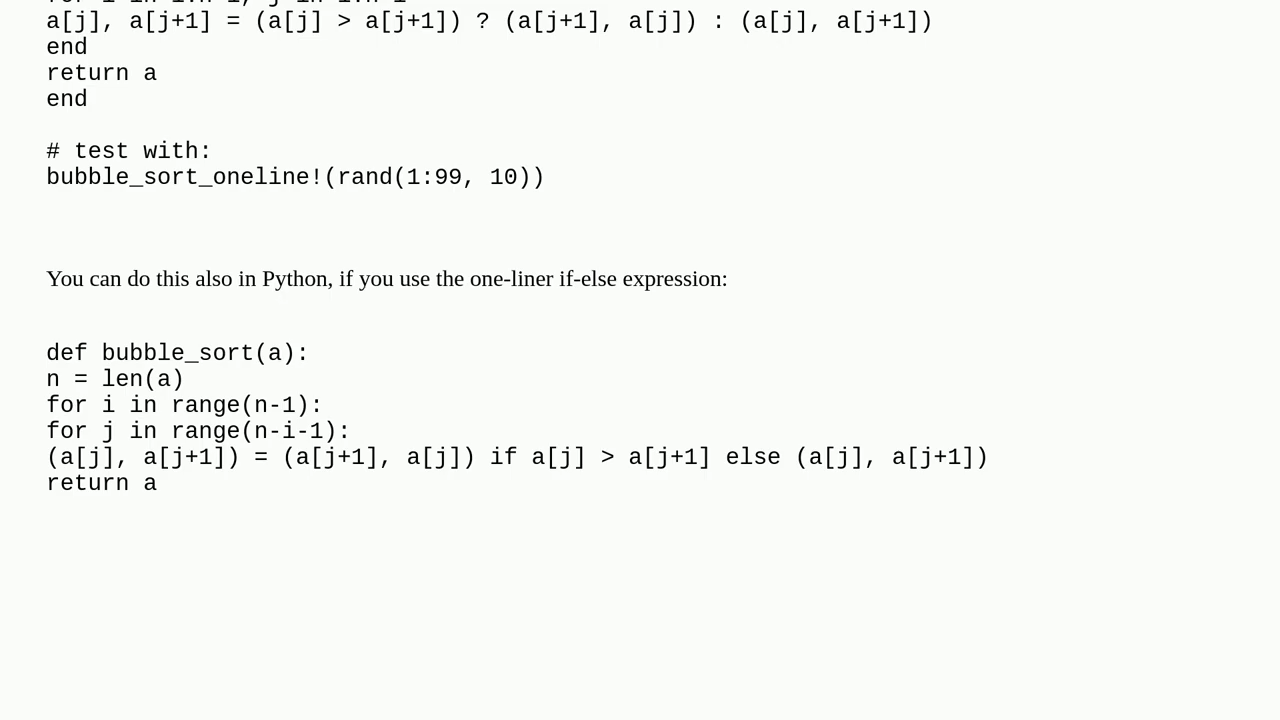 a[j], a[j+1] = (a[j] > a[j+1]) ? (a[j+1], a[j]) : (a[j], a[j+1])
end
return a
end
# test with:
bubble_sort_oneline!(rand(1:99, 10))
You can do this also in Python, if you use the one-liner if-else expression:
def bubble_sort(a):
n = len(a)
for i in range(n-1):
for j in range(n-i-1):
(a[j], a[j+1]) = (a[j+1], a[j]) if a[j] > a[j+1] else (a[j], a[j+1])
return a